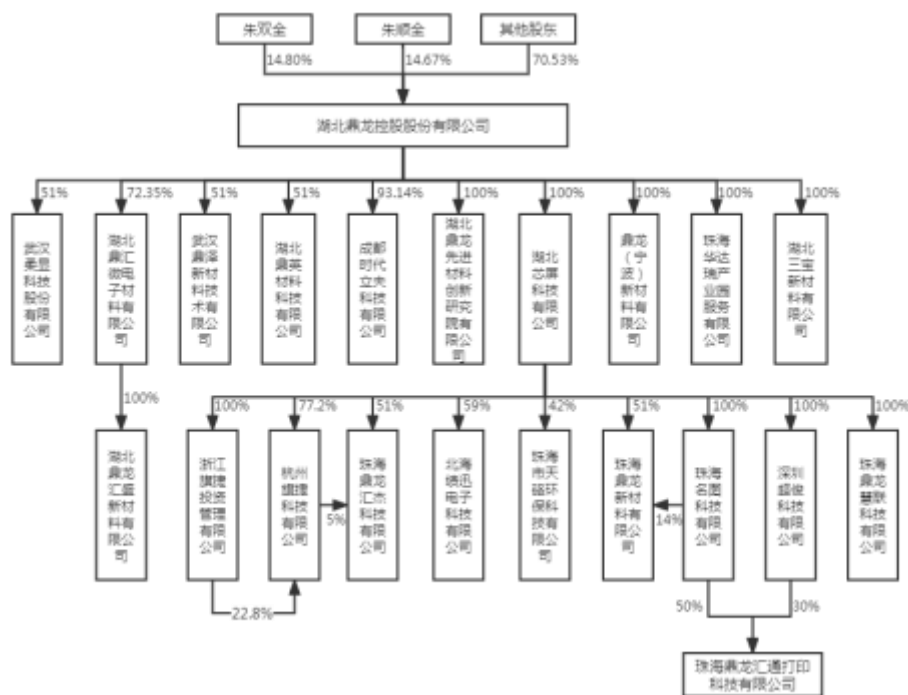 朱双全
朱顺全
其他股东
14.80%
14.67%
70.53%
湖北鼎龙控股股份有限公司
51%
72.35%
51%
51%
93.14%
100%
100%
100%
100%
100%
武汉柔显科技股份有限公司
湖北鼎汇微电子材料有限公司
武汉鼎泽新材料技术有限公司
湖北鼎英材料科技有限公司
成都时代立夫科技有限公司
湖北鼎龙先进材料创新研究院有限公司
湖北芯屏科技有限公司
鼎龙（宁波）新材料有限公司
珠海华达瑞产业园服务有限公司
湖北三宝新材料有限公司
100%
100%
77.2%
51%
59%
42%
51%
100%
100%
100%
湖北鼎龙汇盛新材料有限公司
浙江旗捷投资管理有限公司
杭州旗捷科技有限公司
珠海鼎龙汇杰科技有限公司
北海绩迅电子科技有限公司
珠海市天硌环保科技有限公司
珠海鼎龙新材料有限公司
珠海名图科技有限公司
深圳超俊科技有限公司
珠海鼎龙慧联科技有限公司
5%
14%
22.8%
50%
30%
珠海鼎龙汇通打印
科技有限公司